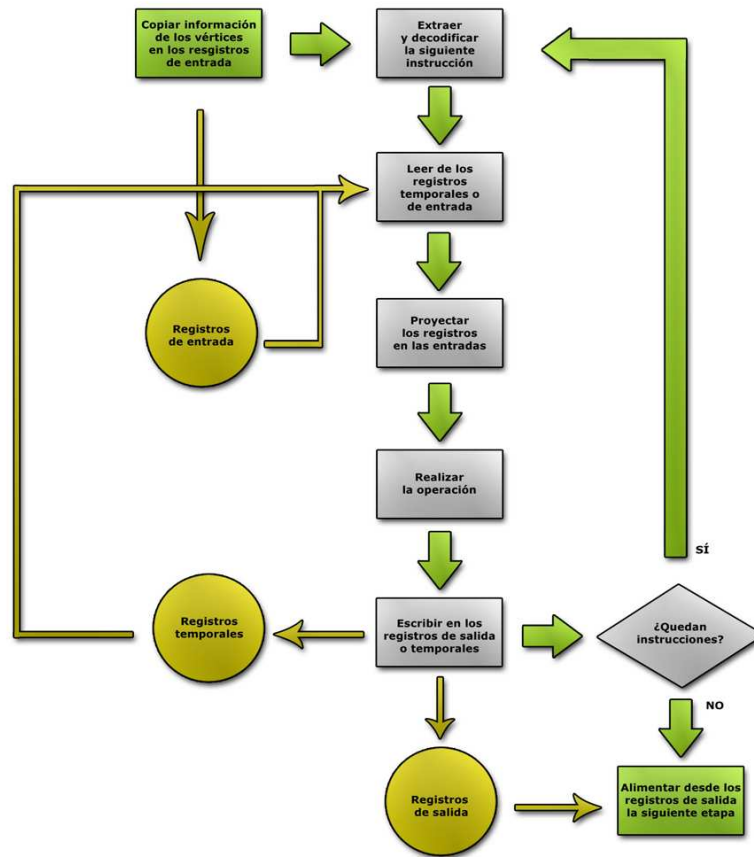 Copiar información
de los vértices
en los resgistros
de entrada
Extraer
y decodificar
la siguiente
instrucción
Leer de los
registros
temporales o
de entrada
Registros
de entrada
Proyectar
los registros
en las entradas
Realizar
la operación
SÍ
Registros
temporales
Escribir en los
registros de salida
o temporales
¿Quedan
instrucciones?
NO
Registros
de salida
Alimentar desde los
registros de salida
la siguiente etapa